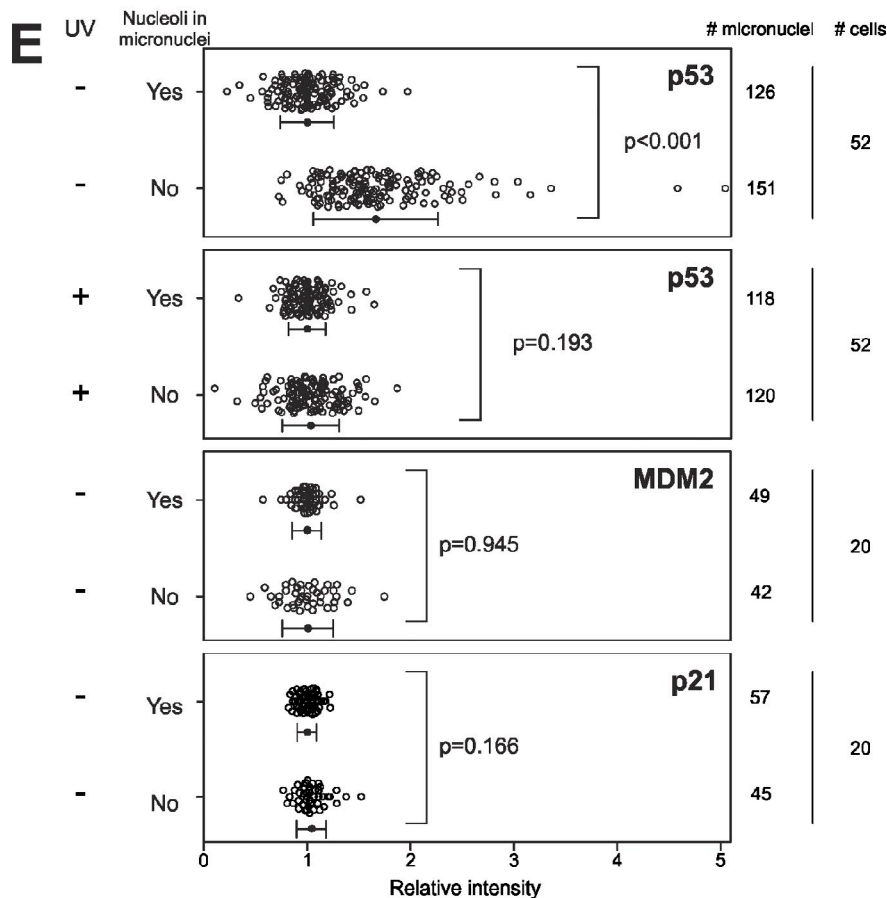 E
UV Nucleoli in micronuclei # micronuclei # cells
- Yes p53 126
p<0.001 52
- No 151
+ Yes p53 118
p=0.193 52
+ No 120
- Yes MDM2 49
p=0.945 20
- No 42
- Yes p21 57
p=0.166 20
- No 45
0 1 2 3 4 5
Relative intensity